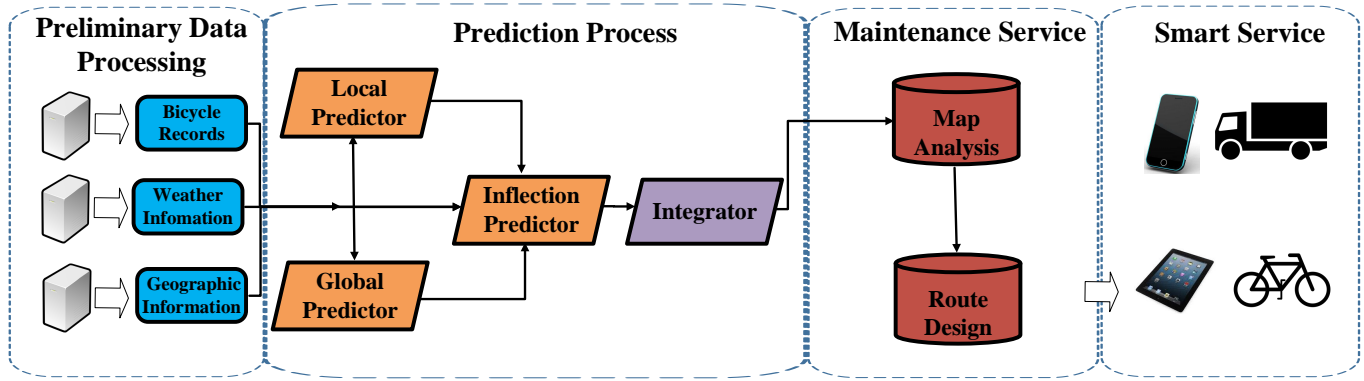 Preliminary Data
Processing
Bicycle
Records
Weather
Infomation
Geographic
Information
Prediction Process
Local
Predictor
Inflection
Predictor
Global
Predictor
Integrator
Maintenance Service
Map
Analysis
Route
Design
Smart Service